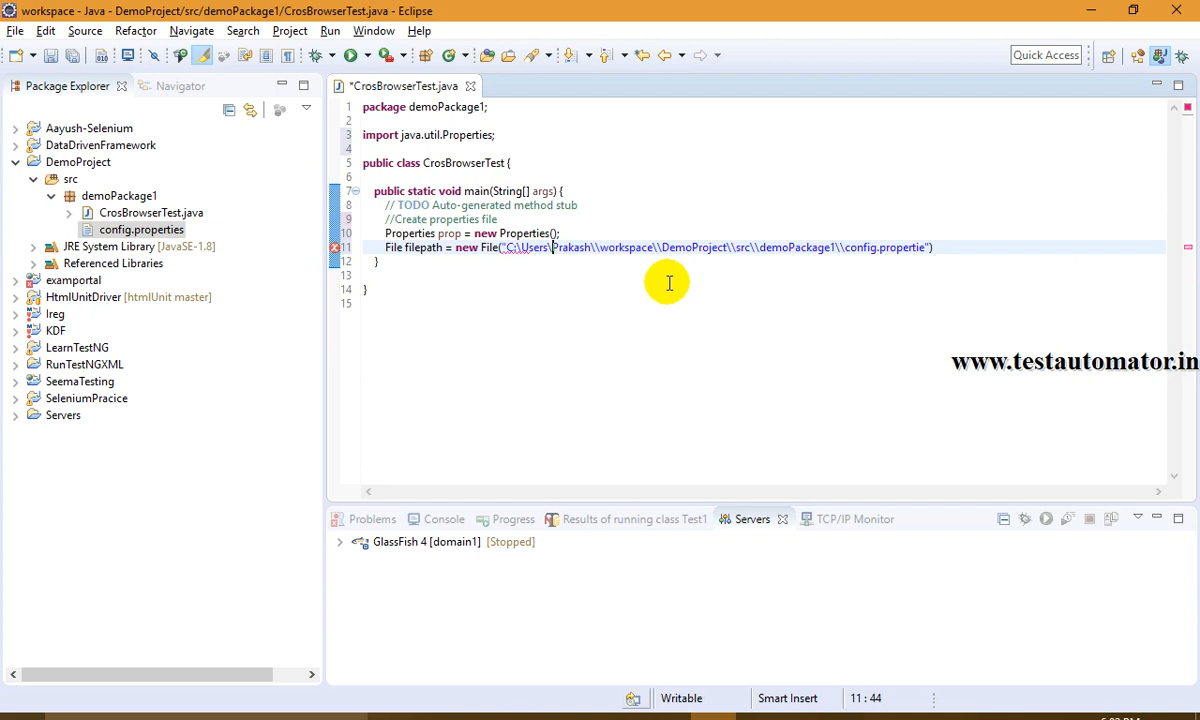 workspace - Java - DemoProject/src/demoPackage1/CrosBrowserTest.java - Eclipse
File Edit Source Refactor Navigate Search Project Run Window Help
Quick Access
Package Explorer Navigator
*CrosBrowserTest.java
Aayush-Selenium
DataDrivenFramework
DemoProject
src
demoPackage1
CrosBrowserTest.java
config.properties
JRE System Library [JavaSE-1.8]
Referenced Libraries
examportal
HtmlUnitDriver [htmlUnit master]
Ireg
KDF
LearnTestNG
RunTestNGXML
SeemaTesting
SeleniumPracice
Servers
1 package demoPackage1;
2
3 import java.util.Properties;
4
5 public class CrosBrowserTest {
6
7 public static void main(String[] args) {
8 // TODO Auto-generated method stub
9 //Create properties file
10 Properties prop = new Properties();
11 File filepath = new File("C:\Users\Prakash\\workspace\\DemoProject\\src\\demoPackage1\\config.propertie")
12 }
13
14 }
15
www.testautomator.in
Problems Console Progress Results of running class Test1 Servers TCP/IP Monitor
GlassFish 4 [domain1] [Stopped]
Writable Smart Insert 11 : 44